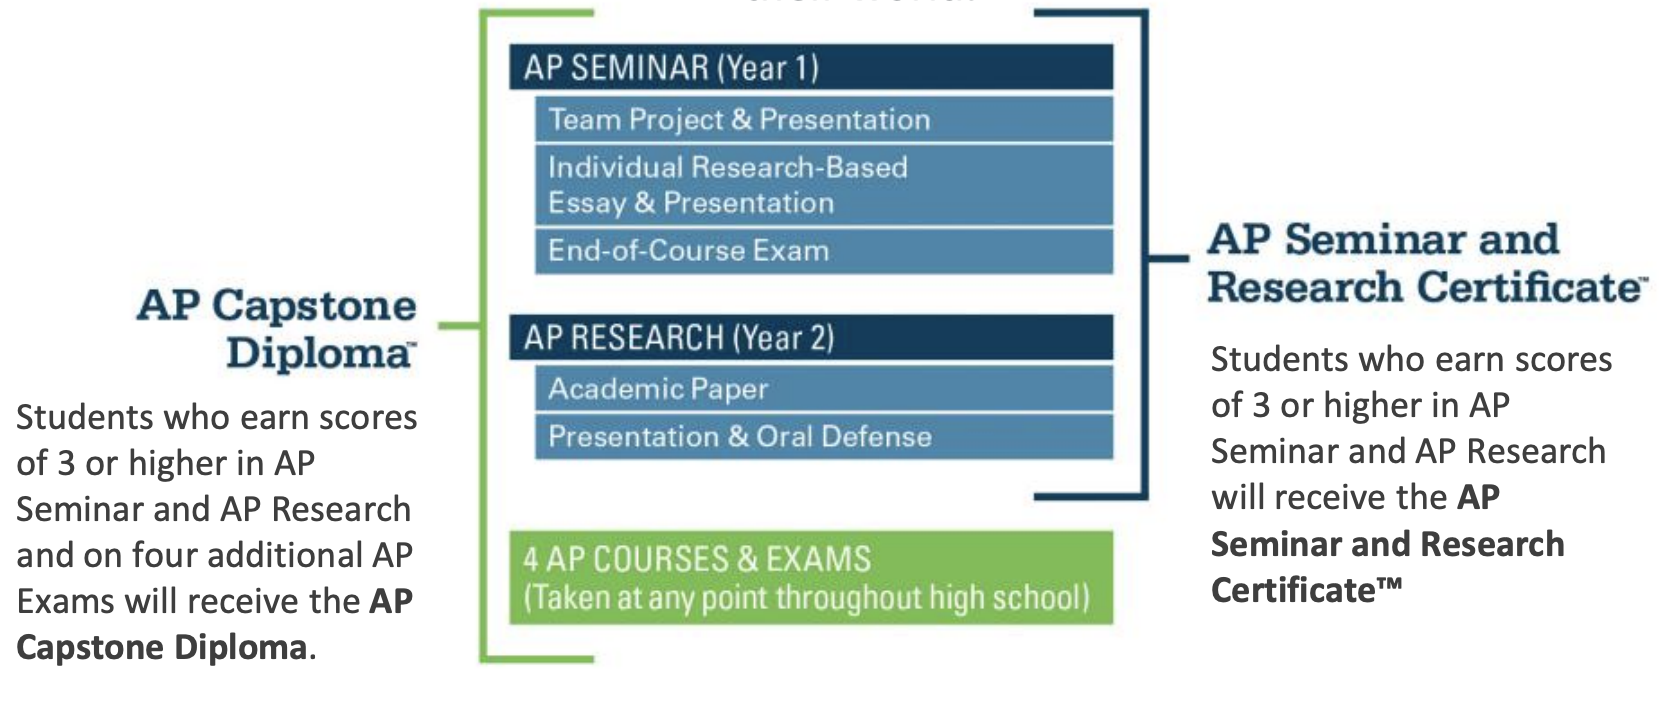 AP SEMINAR (Year 1)
Team Project & Presentation
Individual Research-Based
Essay & Presentation
End-of-Course Exam
AP RESEARCH (Year 2)
Academic Paper
Presentation & Oral Defense
4 AP COURSES & EXAMS
(Taken at any point throughout high school)
AP Capstone
Diploma™
Students who earn scores
of 3 or higher in AP
Seminar and AP Research
and on four additional AP
Exams will receive the AP
Capstone Diploma.
AP Seminar and
Research Certificate™
Students who earn scores
of 3 or higher in AP
Seminar and AP Research
will receive the AP
Seminar and Research
Certificate™